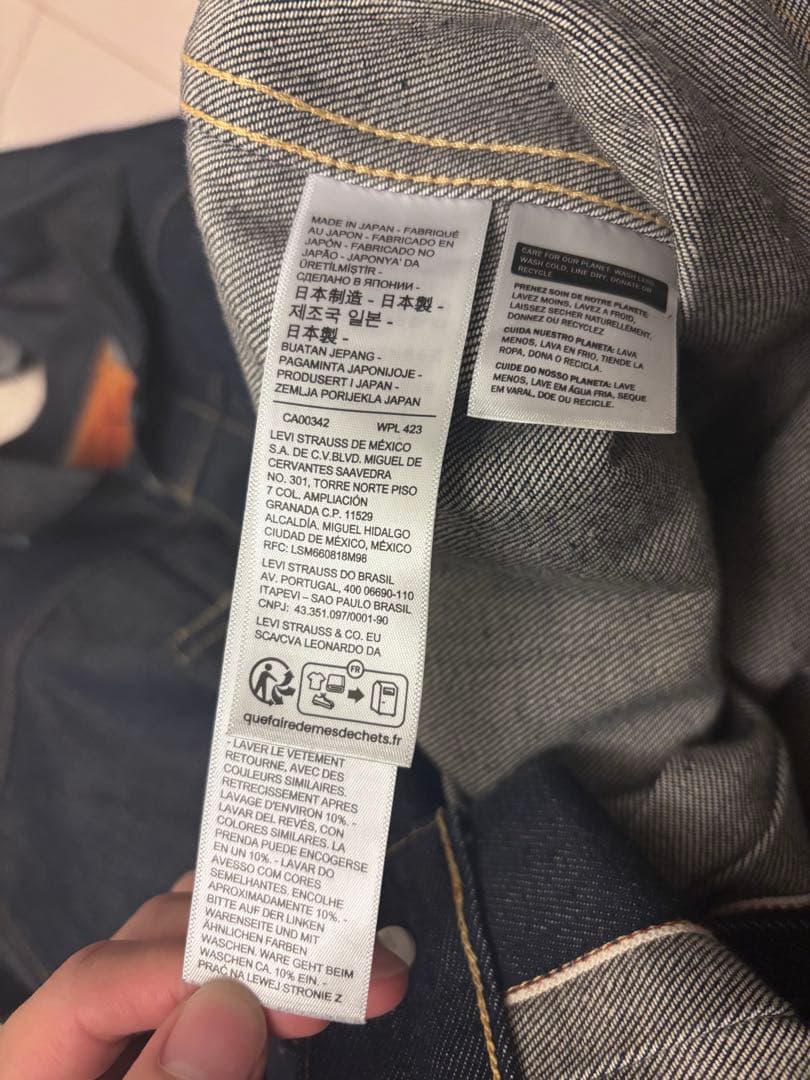 MADE IN JAPAN - FABRIQUÉ
AU JAPON - FABRICADO EN
JAPÓN - FABRICADO NO
JAPÃO - JAPONYA' DA
ÜRETİLMİŞTİR -
СДЕЛАНО В ЯПОНИИ -
日本制造 - 日本製 -
제조국 일본 -
日本製 -
BUATAN JEPANG -
PAGAMINTA JAPONIJOJE -
PRODUSERT I JAPAN -
ZEMLJA PORIJEKLA JAPAN
CA00342 WPL 423
LEVI STRAUSS DE MÉXICO
S.A. DE C.V.BLVD. MIGUEL DE
CERVANTES SAAVEDRA
NO. 301, TORRE NORTE PISO
7 COL. AMPLIACIÓN
GRANADA C.P. 11529
ALCALDÍA. MIGUEL HIDALGO
CIUDAD DE MÉXICO, MÉXICO
RFC: LSM660818M98
LEVI STRAUSS DO BRASIL
AV. PORTUGAL, 400 06690-110
ITAPEVI – SAO PAULO BRASIL
CNPJ: 43.351.097/0001-90
LEVI STRAUSS & CO. EU
SCA/CVA LEONARDO DA
FR
quefairedemesdechets.fr
- LAVER LE VETEMENT
RETOURNE, AVEC DES
COULEURS SIMILAIRES.
RETRECISSEMENT APRES
LAVAGE D'ENVIRON 10%. -
LAVAR DEL REVÉS, CON
COLORES SIMILARES. LA
PRENDA PUEDE ENCOGERSE
EN UN 10%. - LAVAR DO
AVESSO COM CORES
SEMELHANTES. ENCOLHE
APROXIMADAMENTE 10%. -
BITTE AUF DER LINKEN
WARENSEITE UND MIT
ÄHNLICHEN FARBEN
WASCHEN. WARE GEHT BEIM
WASCHEN CA. 10% EIN. -
PRAĆ NA LEWEJ STRONIE Z
CARE FOR OUR PLANET: WASH LESS,
WASH COLD, LINE DRY, DONATE OR
RECYCLE
PRENEZ SOIN DE NOTRE PLANETE:
LAVEZ MOINS, LAVEZ A FROID,
LAISSEZ SECHER NATURELLEMENT,
DONNEZ OU RECYCLEZ
CUIDA NUESTRO PLANETA: LAVA
MENOS, LAVA EN FRIO, TIENDE LA
ROPA, DONA O RECICLA.
CUIDE DO NOSSO PLANETA: LAVE
MENOS, LAVE EM ÁGUA FRIA, SEQUE
EM VARAL, DOE OU RECICLE.